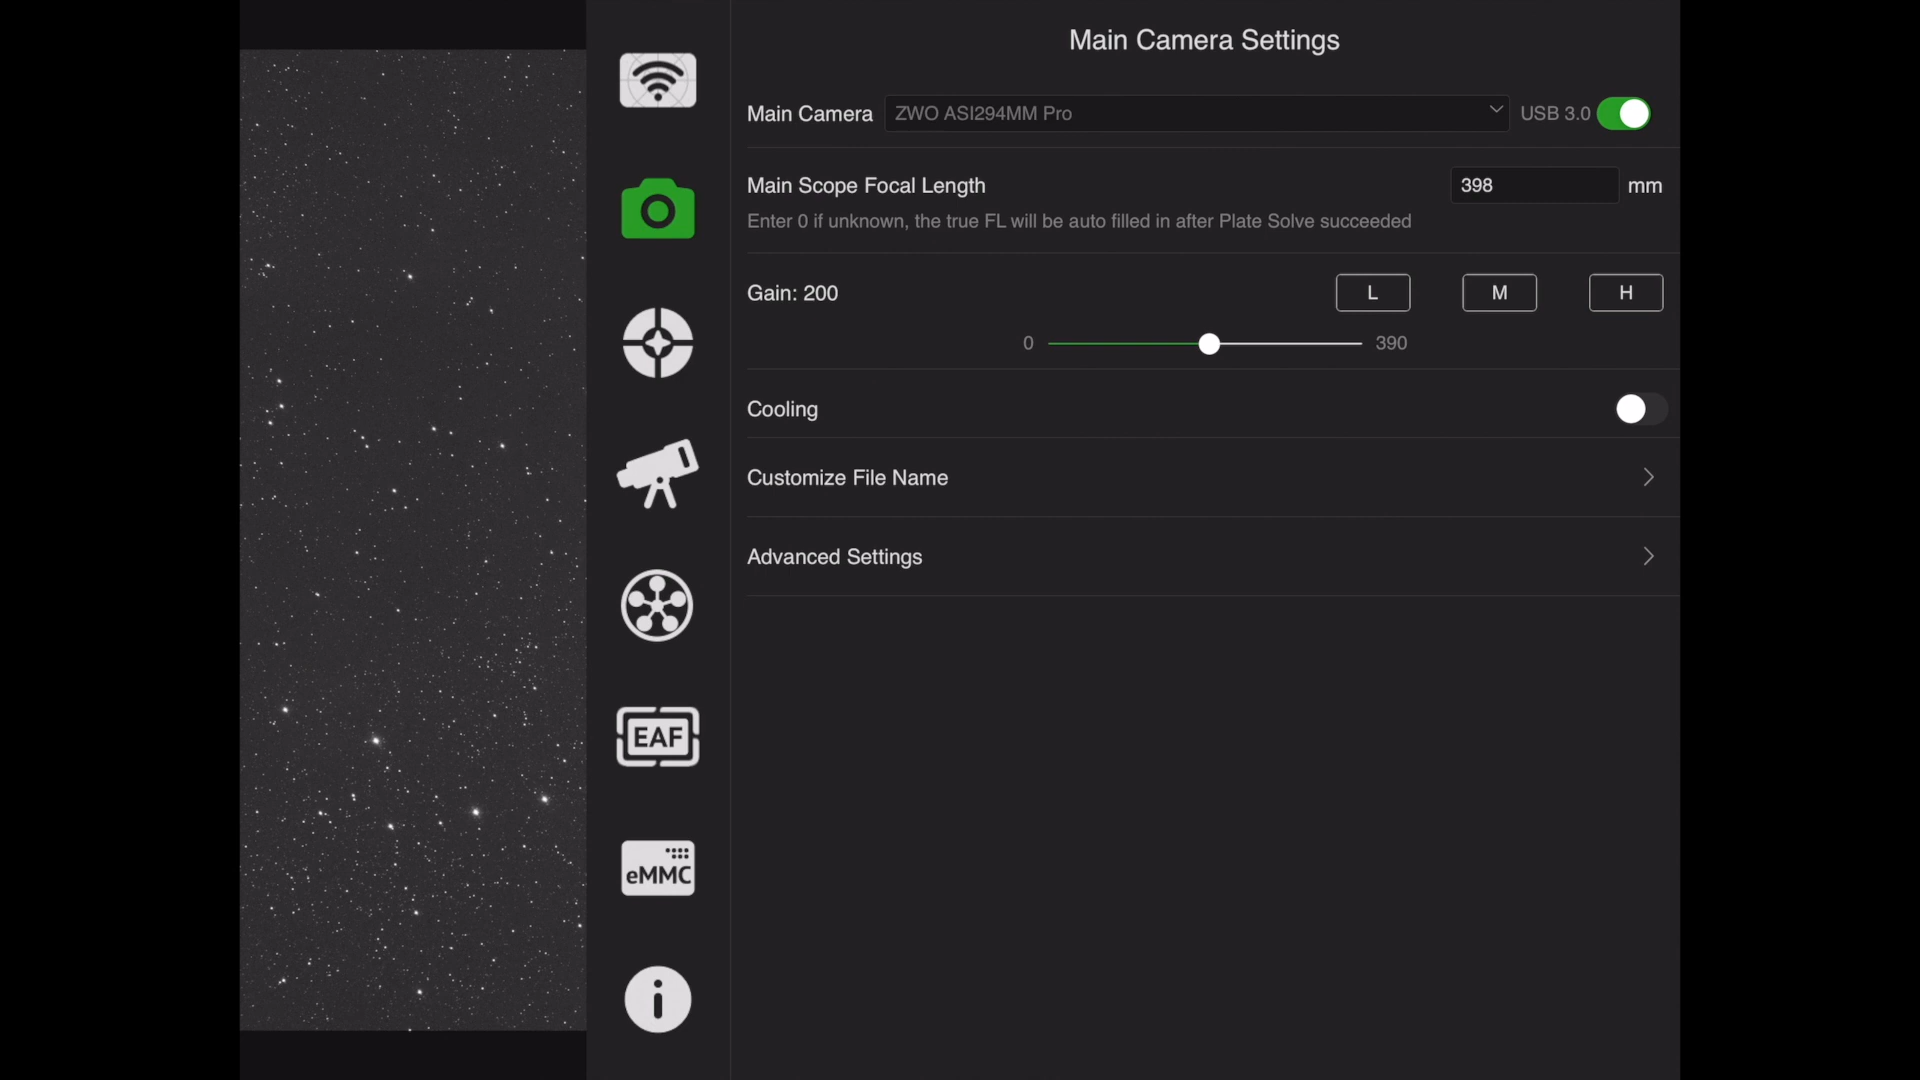 Main Camera Settings
Main Camera ZWO ASI294MM Pro USB 3.0
Main Scope Focal Length 398 mm
Enter 0 if unknown, the true FL will be auto filled in after Plate Solve succeeded
Gain: 200 L M H
0 390
Cooling
Customize File Name
Advanced Settings
EAF
eMMC